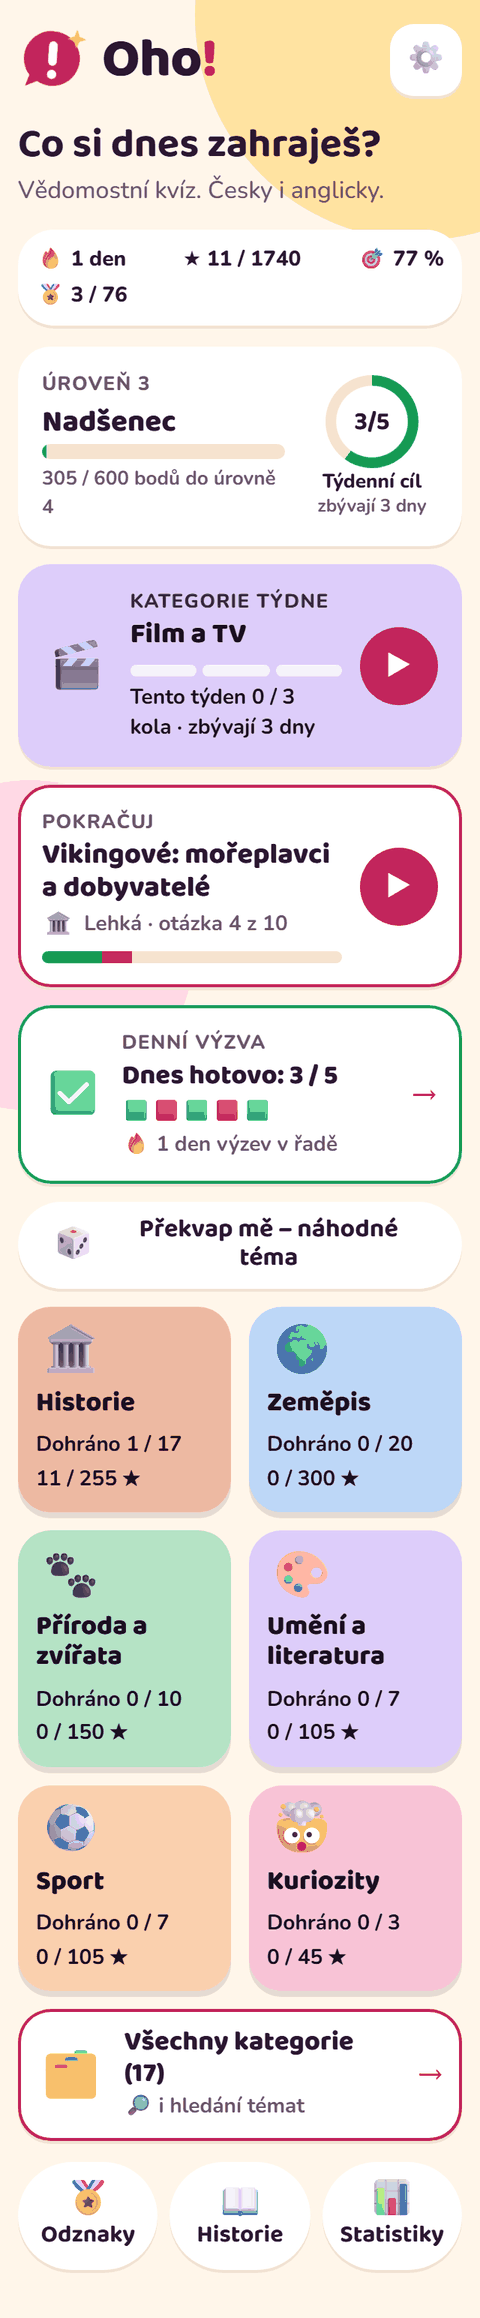 Oho!
Co si dnes zahraješ?
Vědomostní kvíz. Česky i anglicky.
1 den
★ 11 / 1740
77 %
3 / 76
ÚROVEŇ 3
Nadšenec
305 / 600 bodů do úrovně
4
3/5
Týdenní cíl
zbývají 3 dny
KATEGORIE TÝDNE
Film a TV
Tento týden 0 / 3
kola · zbývají 3 dny
POKRAČUJ
Vikingové: mořeplavci
a dobyvatelé
Lehká · otázka 4 z 10
DENNÍ VÝZVA
Dnes hotovo: 3 / 5
1 den výzev v řadě
→
Překvap mě – náhodné
téma
Historie
Dohráno 1 / 17
11 / 255 ★
Zeměpis
Dohráno 0 / 20
0 / 300 ★
Příroda a
zvířata
Dohráno 0 / 10
0 / 150 ★
Umění a
literatura
Dohráno 0 / 7
0 / 105 ★
Sport
Dohráno 0 / 7
0 / 105 ★
Kuriozity
Dohráno 0 / 3
0 / 45 ★
Všechny kategorie
(17)
i hledání témat
→
Odznaky
Historie
Statistiky